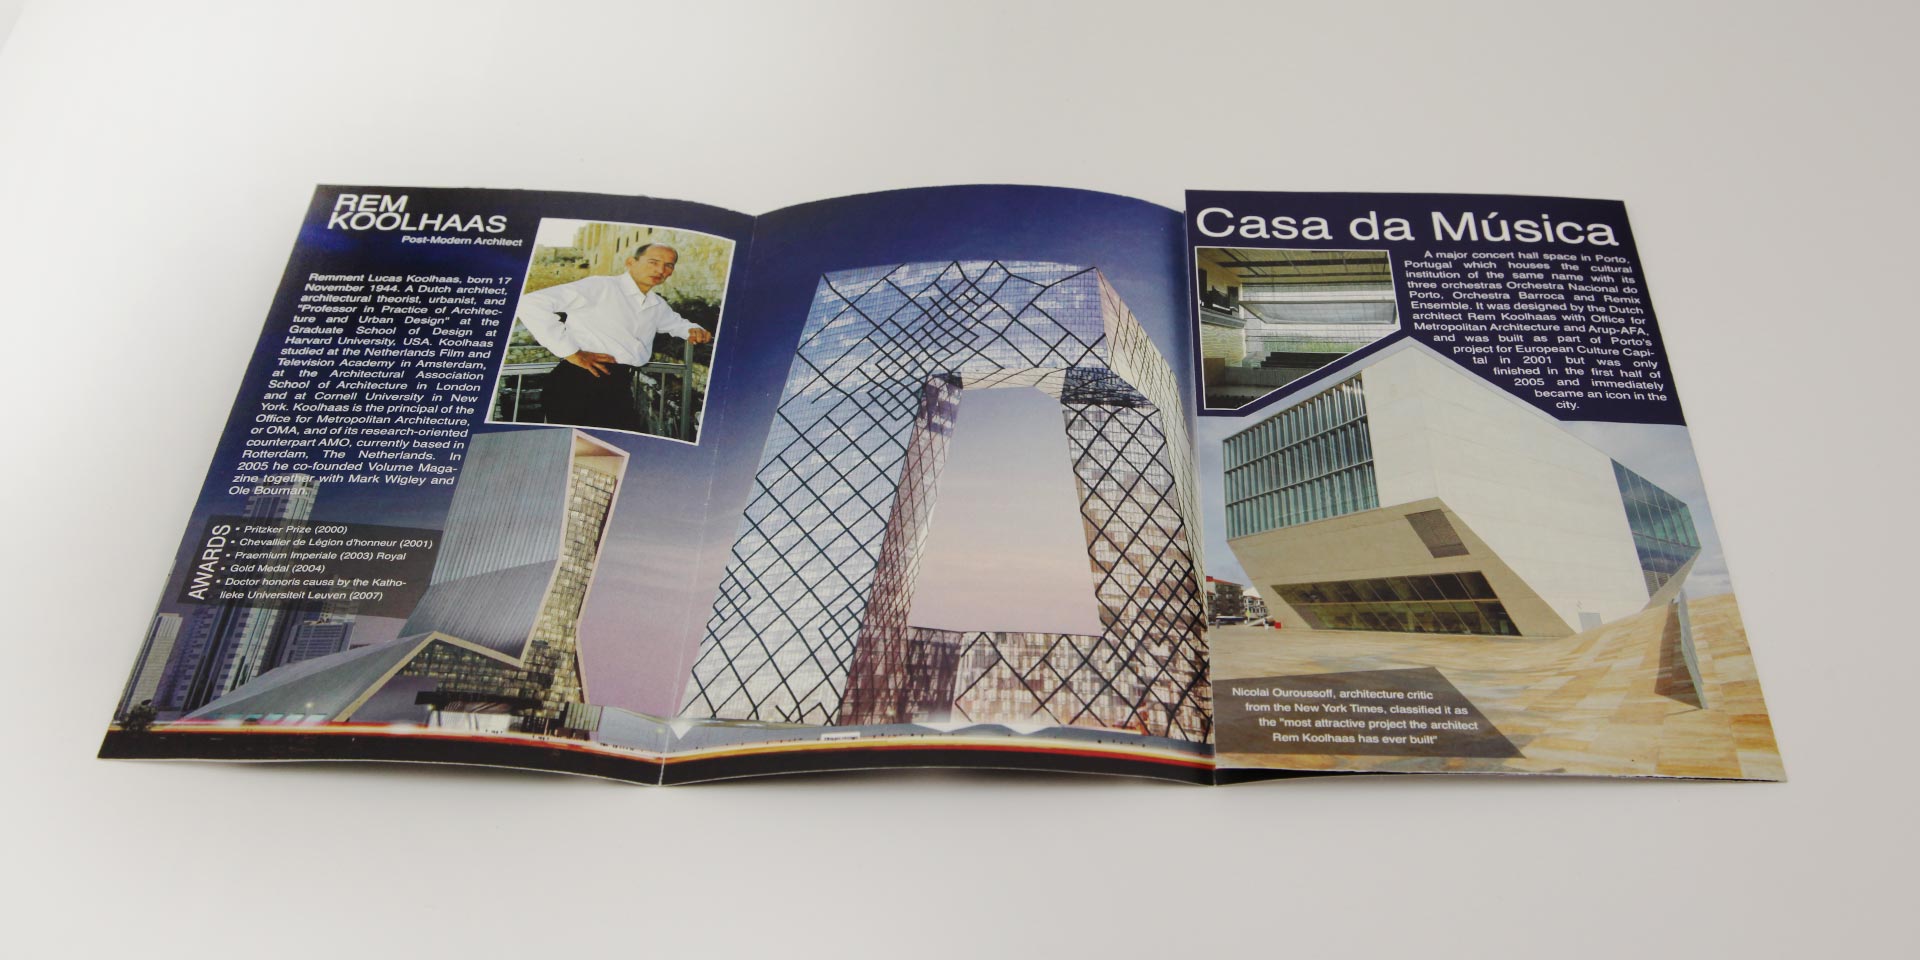 REM
KOOLHAAS
Post-Modern Architect
Remment Lucas Koolhaas, born 17
November 1944. A Dutch architect,
architectural theorist, urbanist, and
"Professor in Practice of Architec-
ture and Urban Design" at the
Graduate School of Design at
Harvard University, USA. Koolhaas
studied at the Netherlands Film and
Television Academy in Amsterdam,
at the Architectural Association
School of Architecture in London
and at Cornell University in New
York. Koolhaas is the principal of the
Office for Metropolitan Architecture,
or OMA, and of its research-oriented
counterpart AMO, currently based in
Rotterdam, The Netherlands. In
2005 he co-founded Volume Maga-
zine together with Mark Wigley and
Ole Bouman.
AWARDS
• Pritzker Prize (2000)
• Chevallier de Légion d'honneur (2001)
• Praemium Imperiale (2003) Royal
• Gold Medal (2004)
• Doctor honoris causa by the Katho-
lieke Universiteit Leuven (2007)
Casa da Música
A major concert hall space in Porto,
Portugal which houses the cultural
institution of the same name with its
three orchestras Orchestra Nacional do
Porto, Orchestra Barroca and Remix
Ensemble. It was designed by the Dutch
architect Rem Koolhaas with Office for
Metropolitan Architecture and Arup-AFA,
and was built as part of Porto's
project for European Culture Capi-
tal in 2001 but was only
finished in the first half of
2005 and immediately
became an icon in the
city.
Nicolai Ouroussoff, architecture critic
from the New York Times, classified it as
the "most attractive project the architect
Rem Koolhaas has ever built"